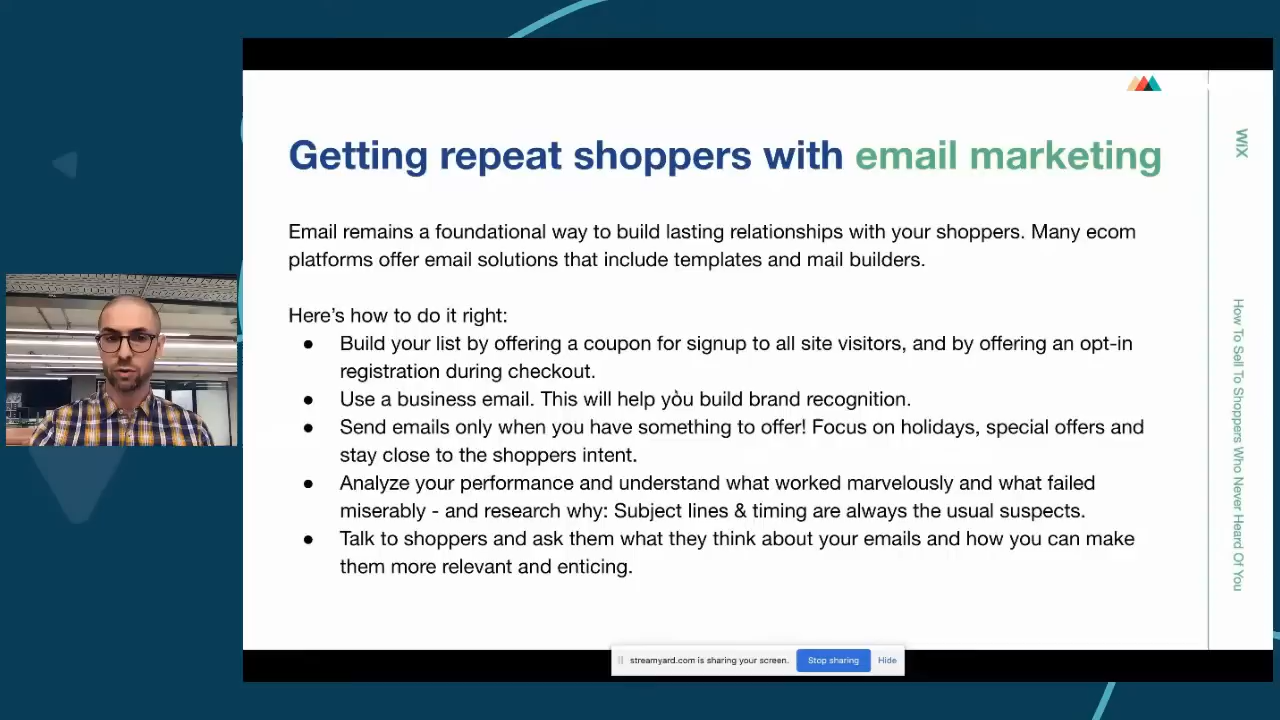 Getting repeat shoppers with email marketing
Email remains a foundational way to build lasting relationships with your shoppers. Many ecom
platforms offer email solutions that include templates and mail builders.
Here's how to do it right:
● Build your list by offering a coupon for signup to all site visitors, and by offering an opt-in
registration during checkout.
● Use a business email. This will help you build brand recognition.
● Send emails only when you have something to offer! Focus on holidays, special offers and
stay close to the shoppers intent.
● Analyze your performance and understand what worked marvelously and what failed
miserably - and research why: Subject lines & timing are always the usual suspects.
● Talk to shoppers and ask them what they think about your emails and how you can make
them more relevant and enticing.
WIX
How To Sell To Shoppers Who Never Heard Of You
streamyard.com is sharing your screen. Stop sharing Hide